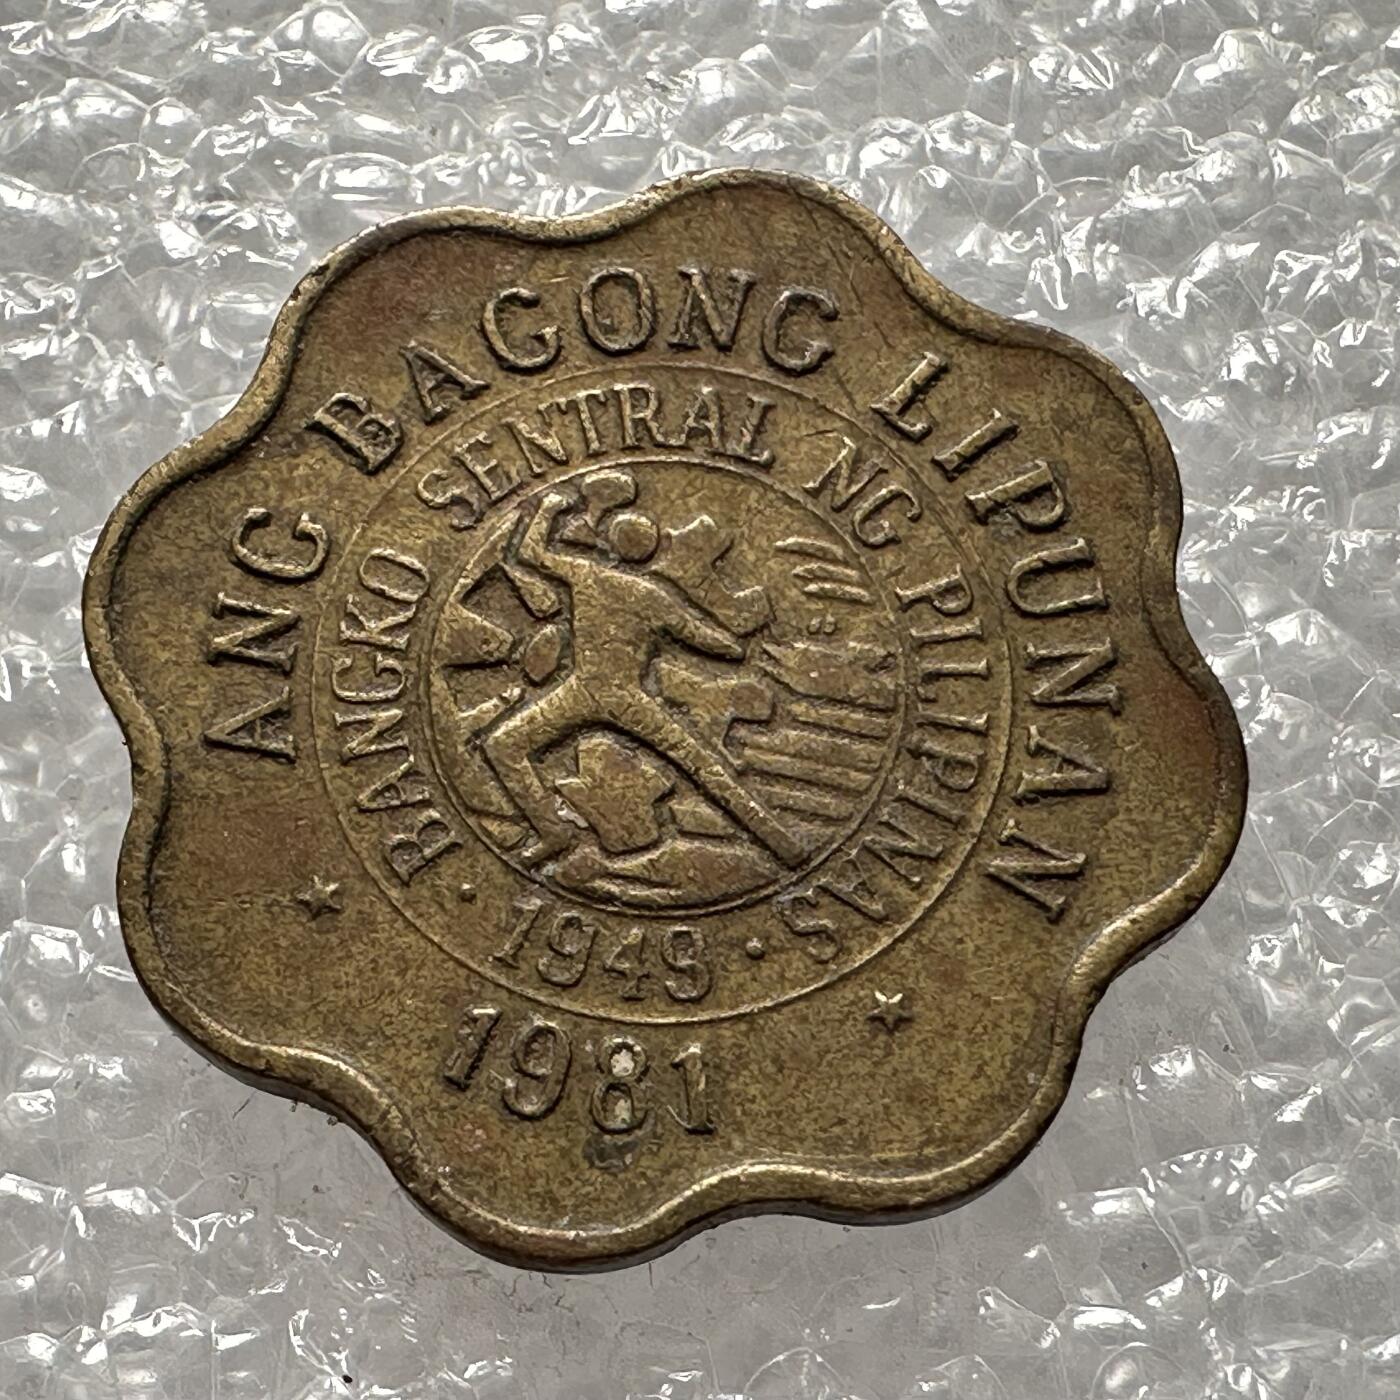 ANG BAGONG LIPUNAN
BANGKO SENTRAL NG PILIPINAS
· 1949 ·
1981